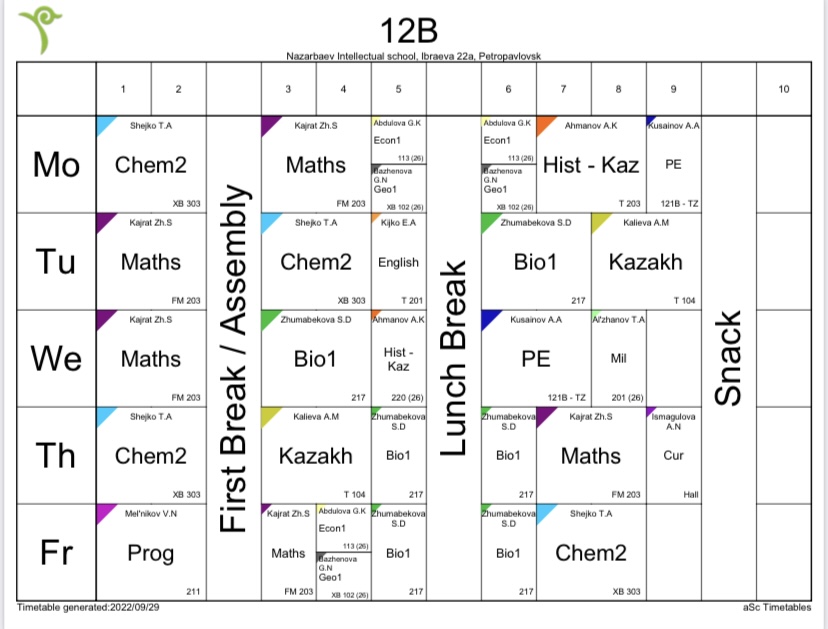 12B
Nazarbaev Intellectual school, Ibraeva 22a, Petropavlovsk
1 2 3 4 5 6 7 8 9 10
First Break / Assembly
Lunch Break
Snack
Mo
Shejko T.A
Chem2
XB 303
Kajrat Zh.S
Maths
FM 203
Abdulova G.K
Econ1
113 (26)
Bazhenova
G.N
Geo1
XB 102 (26)
Abdulova G.K
Econ1
113 (26)
Bazhenova
G.N
Geo1
XB 102 (26)
Ahmanov A.K
Hist - Kaz
T 203
Kusainov A.A
PE
121B - TZ
Tu
Kajrat Zh.S
Maths
FM 203
Shejko T.A
Chem2
XB 303
Kijko E.A
English
T 201
Zhumabekova S.D
Bio1
217
Kalieva A.M
Kazakh
T 104
We
Kajrat Zh.S
Maths
FM 203
Zhumabekova S.D
Bio1
217
Ahmanov A.K
Hist -
Kaz
220 (26)
Kusainov A.A
PE
121B - TZ
Al'zhanov T.A
Mil
201 (26)
Th
Shejko T.A
Chem2
XB 303
Kalieva A.M
Kazakh
T 104
Zhumabekova
S.D
Bio1
217
Zhumabekova
S.D
Bio1
217
Kajrat Zh.S
Maths
FM 203
Ismagulova
A.N
Cur
Hall
Fr
Mel'nikov V.N
Prog
211
Kajrat Zh.S
Maths
FM 203
Abdulova G.K
Econ1
113 (26)
Bazhenova
G.N
Geo1
XB 102 (26)
Zhumabekova
S.D
Bio1
217
Zhumabekova
S.D
Bio1
217
Shejko T.A
Chem2
XB 303
Timetable generated:2022/09/29
aSc Timetables